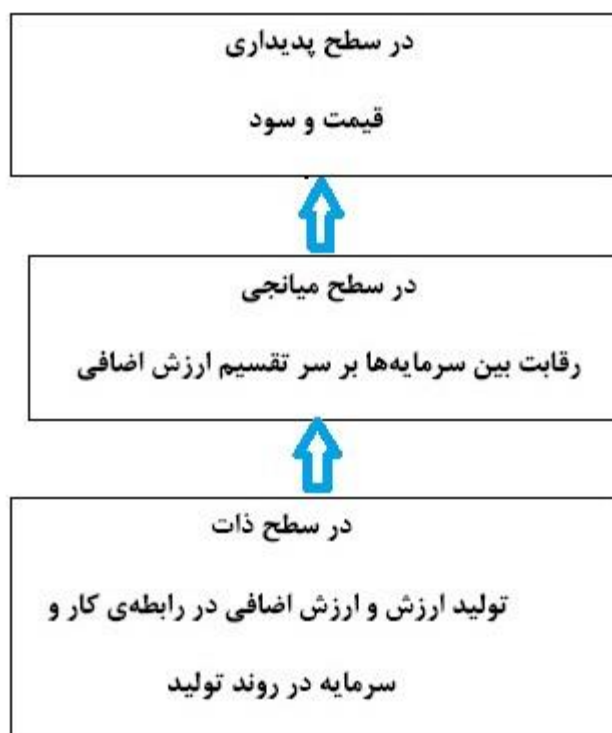 در سطح پدیداری
قیمت و سود
در سطح میانجی
رقابت بین سرمایه‌ها بر سر تقسیم ارزش اضافی
در سطح ذات
تولید ارزش و ارزش اضافی در رابطه‌ی کار و
سرمایه در روند تولید